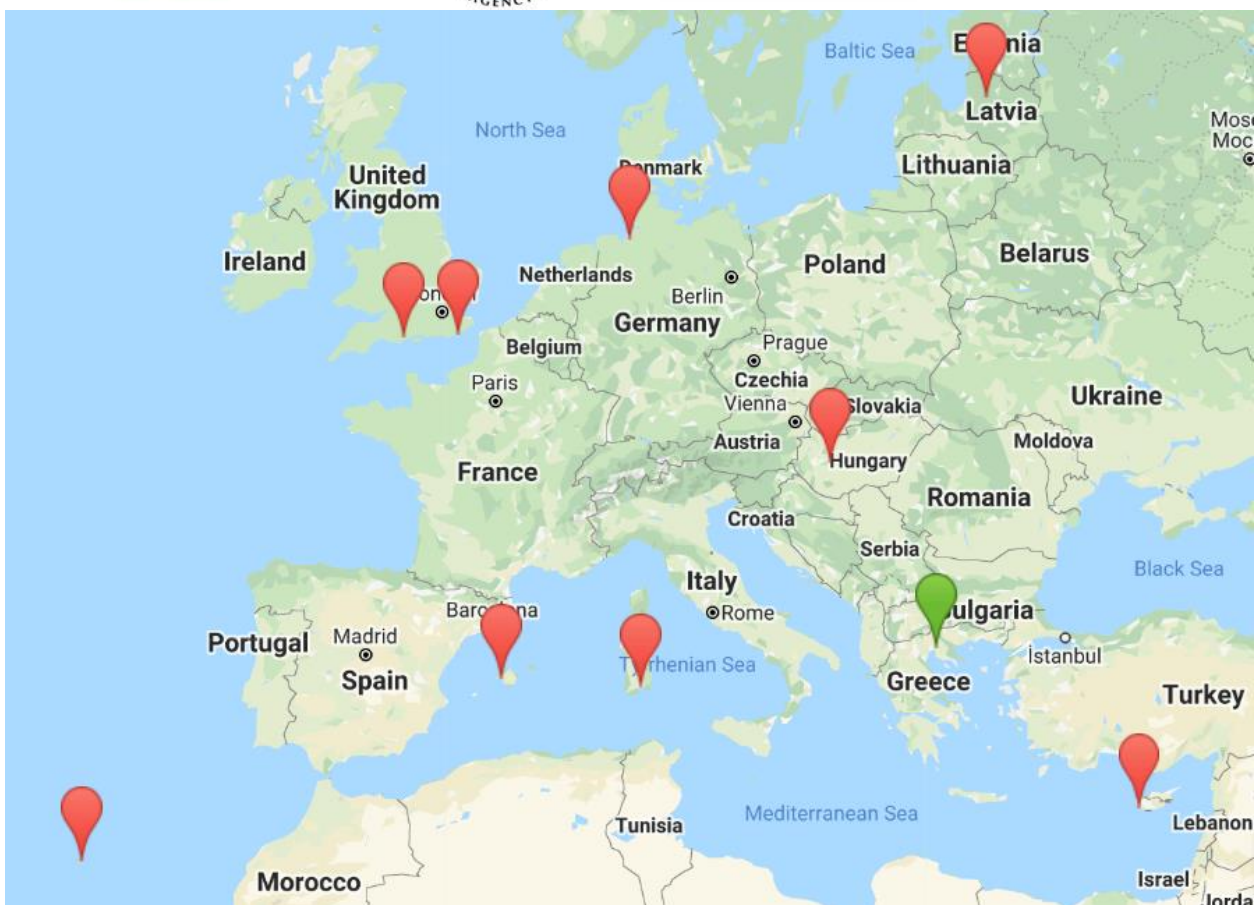 Baltic Sea
Latvia
North Sea
Denmark
Lithuania
United
Kingdom
Ireland
Netherlands
Berlin
Poland
Belarus
Germany
Belgium
Prague
Czechia
Paris
Vienna
Slovakia
Ukraine
Austria
Hungary
Moldova
France
Romania
Croatia
Serbia
Italy
Black Sea
Rome
Portugal
Madrid
Spain
Greece
İstanbul
Turkey
Mediterranean Sea
Tunisia
Lebanon
Morocco
Israel